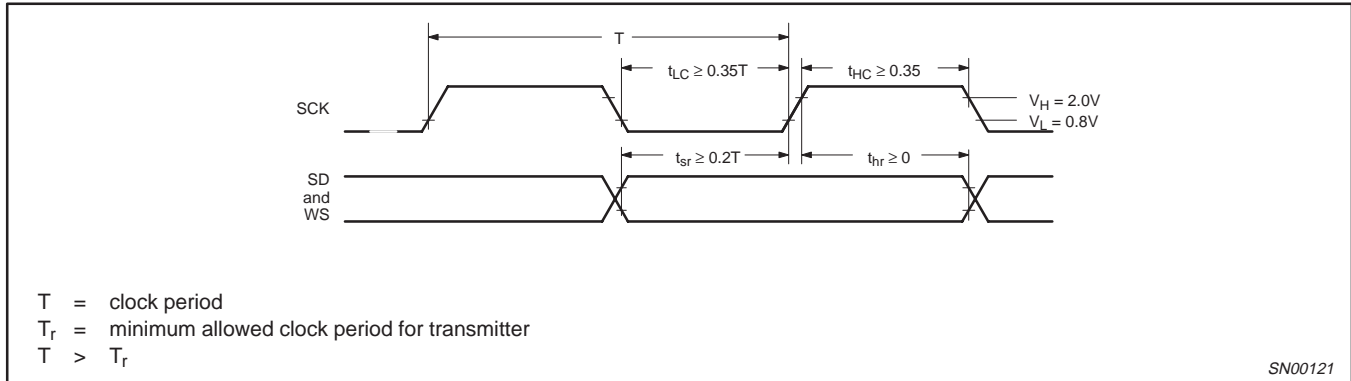 T
t_LC ≥ 0.35T
t_HC ≥ 0.35
SCK
V_H = 2.0V
V_L = 0.8V
t_sr ≥ 0.2T
t_hr ≥ 0
SD
and
WS
T = clock period
T_r = minimum allowed clock period for transmitter
T > T_r
SN00121